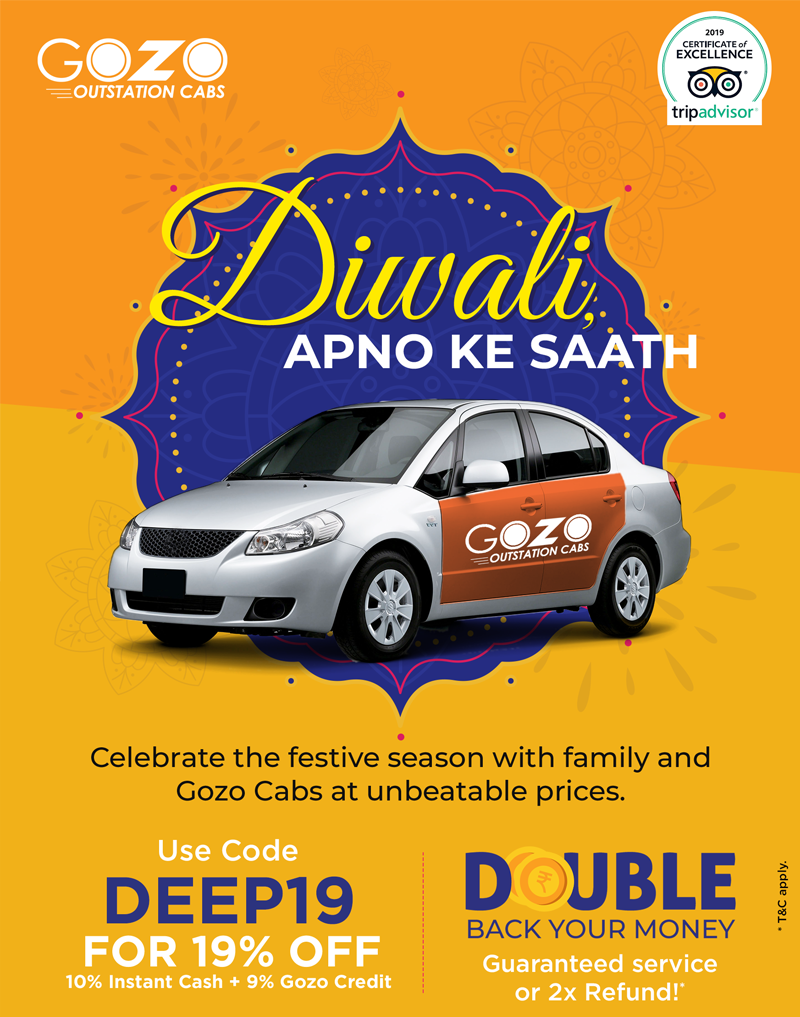 GOZO
OUTSTATION CABS
2019
CERTIFICATE of
EXCELLENCE
tripadvisor®
Diwali,
APNO KE SAATH
GOZO
OUTSTATION CABS
Celebrate the festive season with family and
Gozo Cabs at unbeatable prices.
Use Code
DEEP19
FOR 19% OFF
10% Instant Cash + 9% Gozo Credit
DOUBLE
BACK YOUR MONEY
Guaranteed service
or 2x Refund!*
* T&C apply.